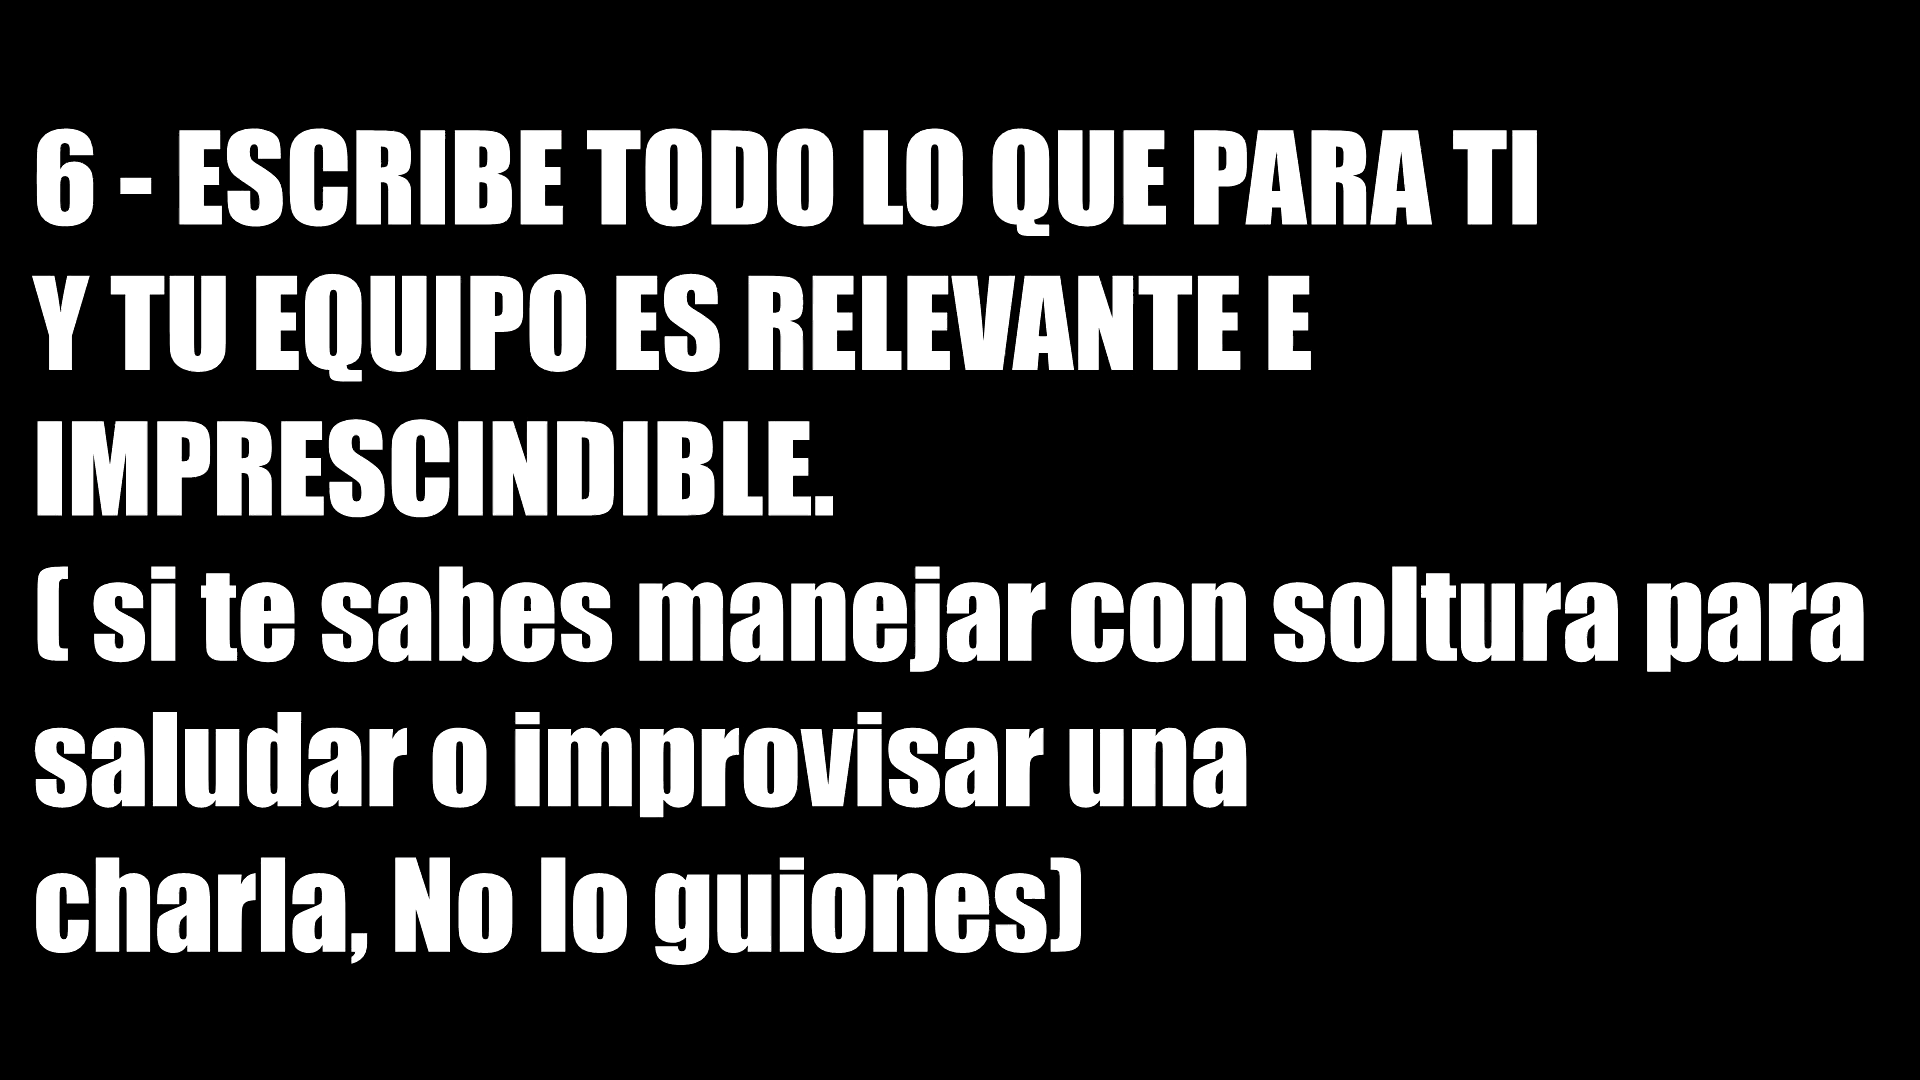 6 - ESCRIBE TODO LO QUE PARA TI
Y TU EQUIPO ES RELEVANTE E
IMPRESCINDIBLE.
( si te sabes manejar con soltura para
saludar o improvisar una
charla, No lo guiones)